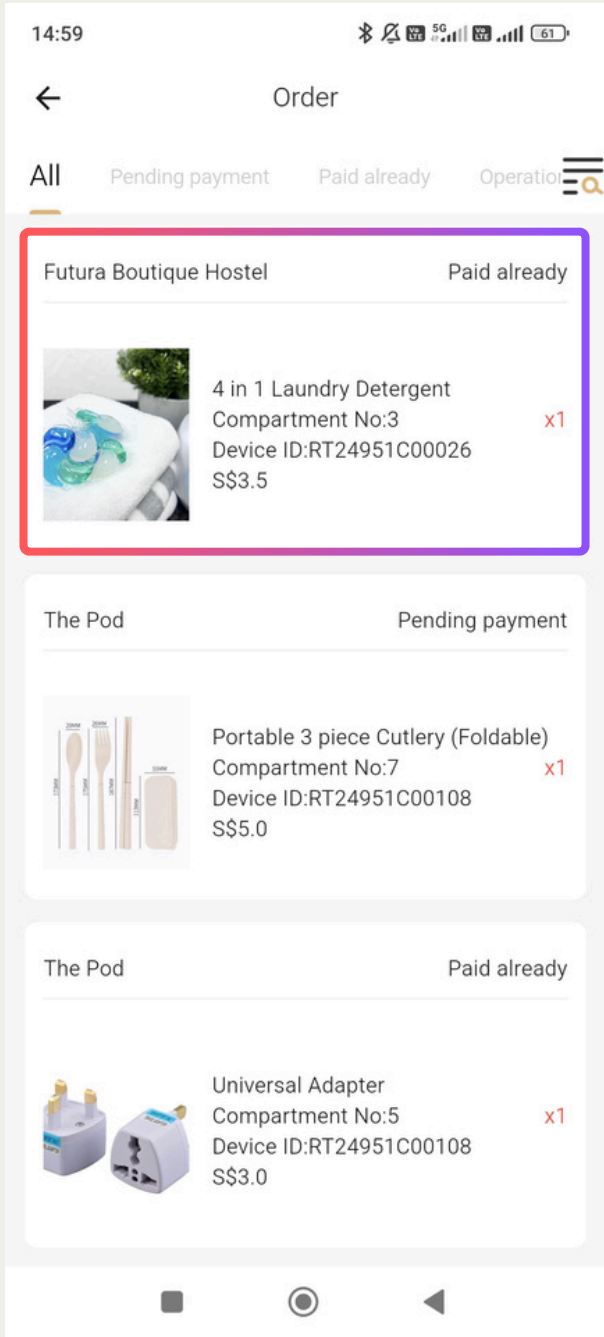 14:59
5G
61
Order
All Pending payment Paid already Operation
Futura Boutique Hostel Paid already
4 in 1 Laundry Detergent
Compartment No:3 x1
Device ID:RT24951C00026
S$3.5
The Pod Pending payment
Portable 3 piece Cutlery (Foldable)
Compartment No:7 x1
Device ID:RT24951C00108
S$5.0
The Pod Paid already
Universal Adapter
Compartment No:5 x1
Device ID:RT24951C00108
S$3.0